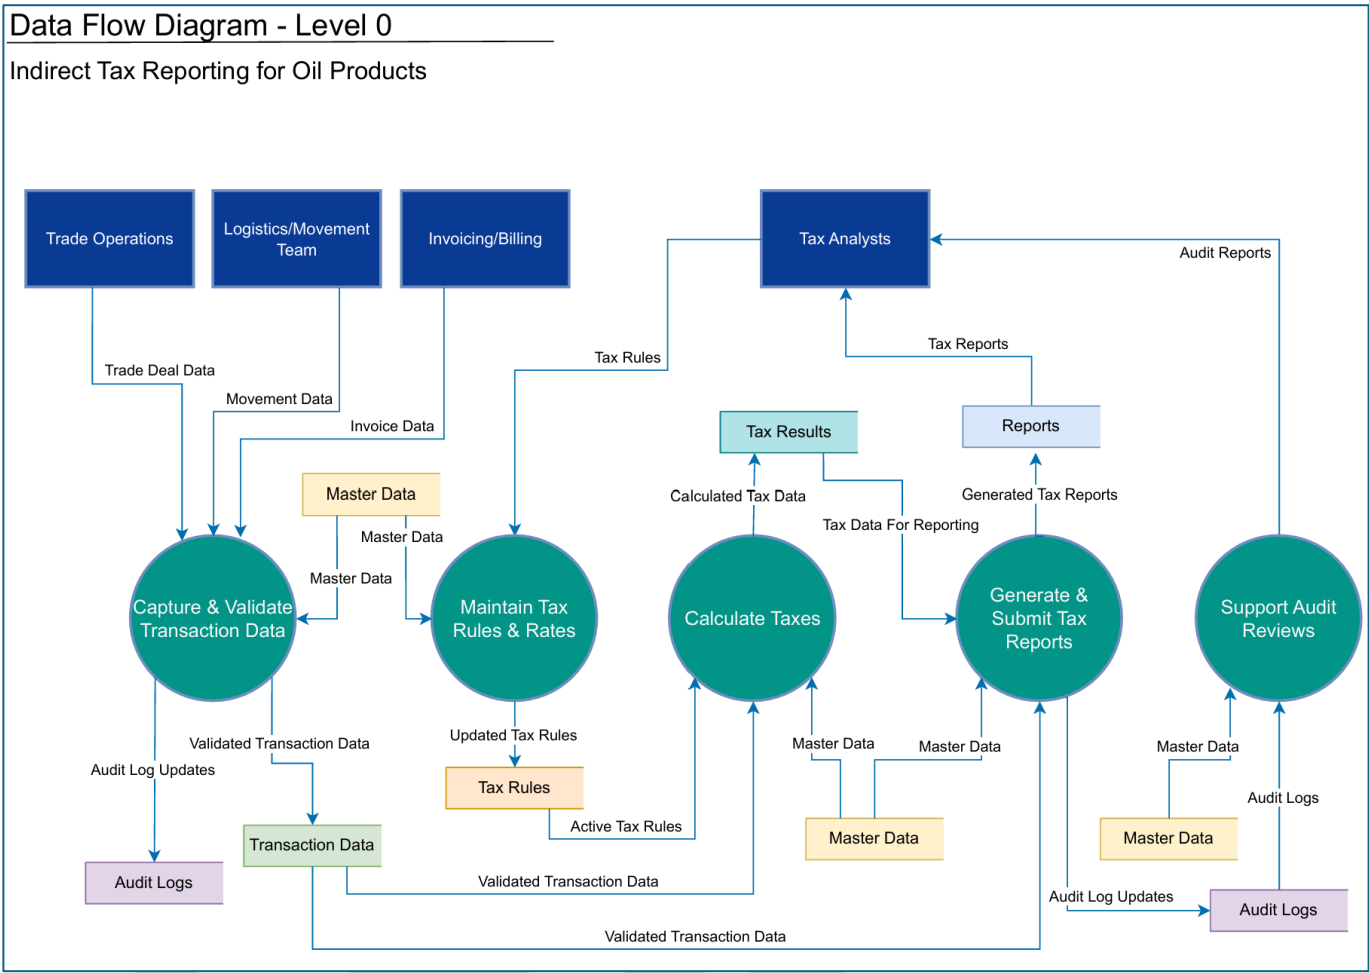 Data Flow Diagram - Level 0
Indirect Tax Reporting for Oil Products
Trade Operations
Logistics/Movement
Team
Invoicing/Billing
Tax Analysts
Audit Reports
Tax Reports
Tax Rules
Trade Deal Data
Movement Data
Invoice Data
Tax Results
Reports
Master Data
Calculated Tax Data
Generated Tax Reports
Tax Data For Reporting
Master Data
Master Data
Capture & Validate
Transaction Data
Maintain Tax
Rules & Rates
Calculate Taxes
Generate &
Submit Tax
Reports
Support Audit
Reviews
Updated Tax Rules
Validated Transaction Data
Master Data
Master Data
Master Data
Audit Log Updates
Tax Rules
Audit Logs
Active Tax Rules
Master Data
Master Data
Transaction Data
Audit Logs
Validated Transaction Data
Audit Log Updates
Audit Logs
Validated Transaction Data